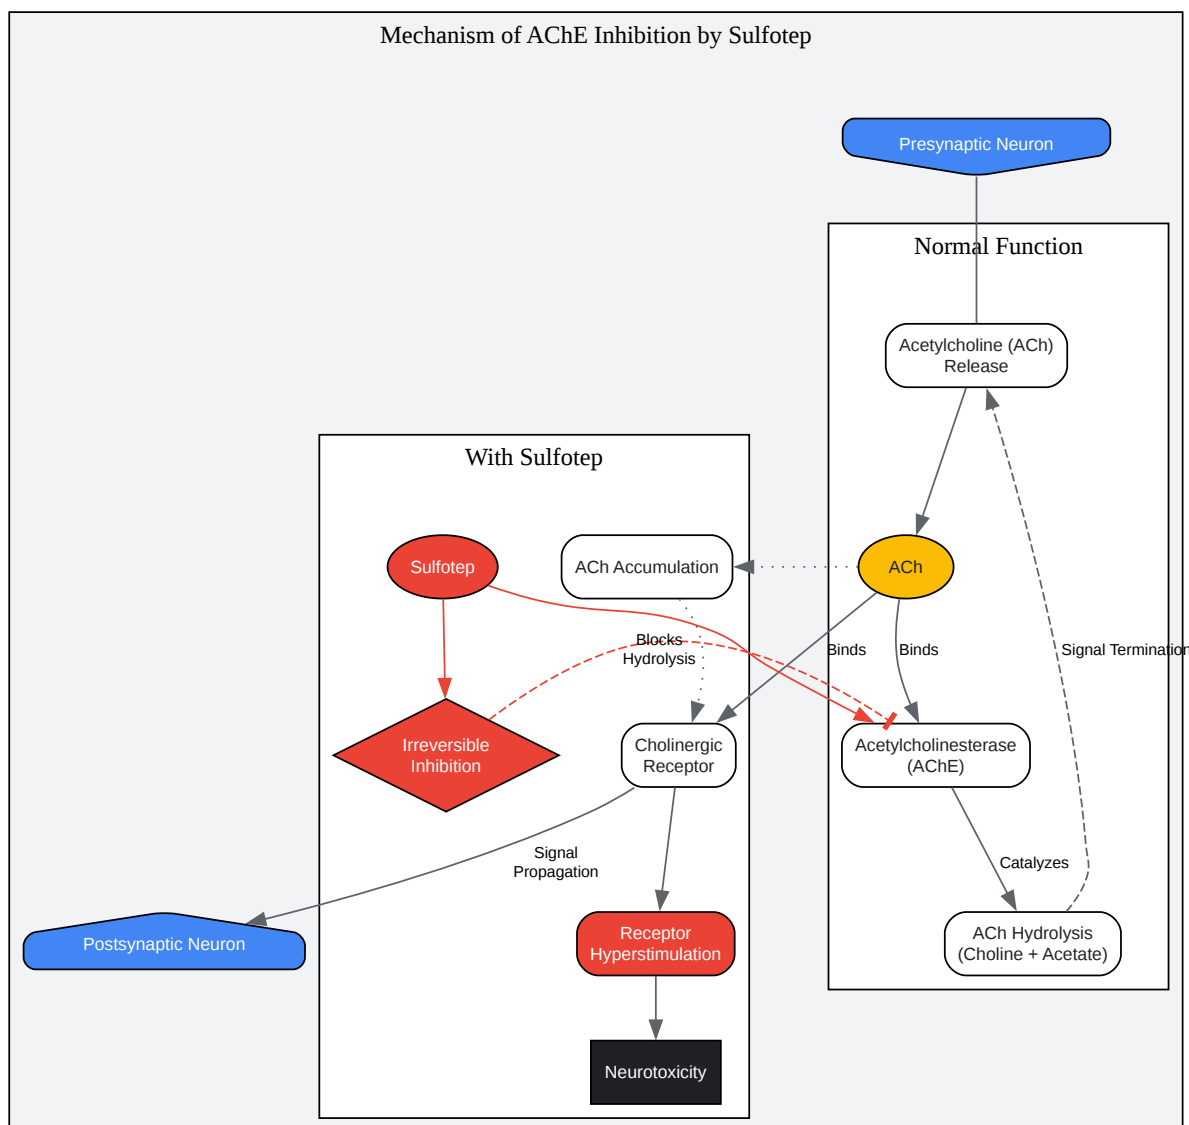 Mechanism of AChE Inhibition by Sulfotep
Presynaptic Neuron
Normal Function
Acetylcholine (ACh)
Release
With Sulfotep
Sulfotep
ACh Accumulation
ACh
Blocks
Hydrolysis
Binds
Binds
Signal Termination
Irreversible
Inhibition
Cholinergic
Receptor
Acetylcholinesterase
(AChE)
Signal
Propagation
Catalyzes
Postsynaptic Neuron
Receptor
Hyperstimulation
ACh Hydrolysis
(Choline + Acetate)
Neurotoxicity